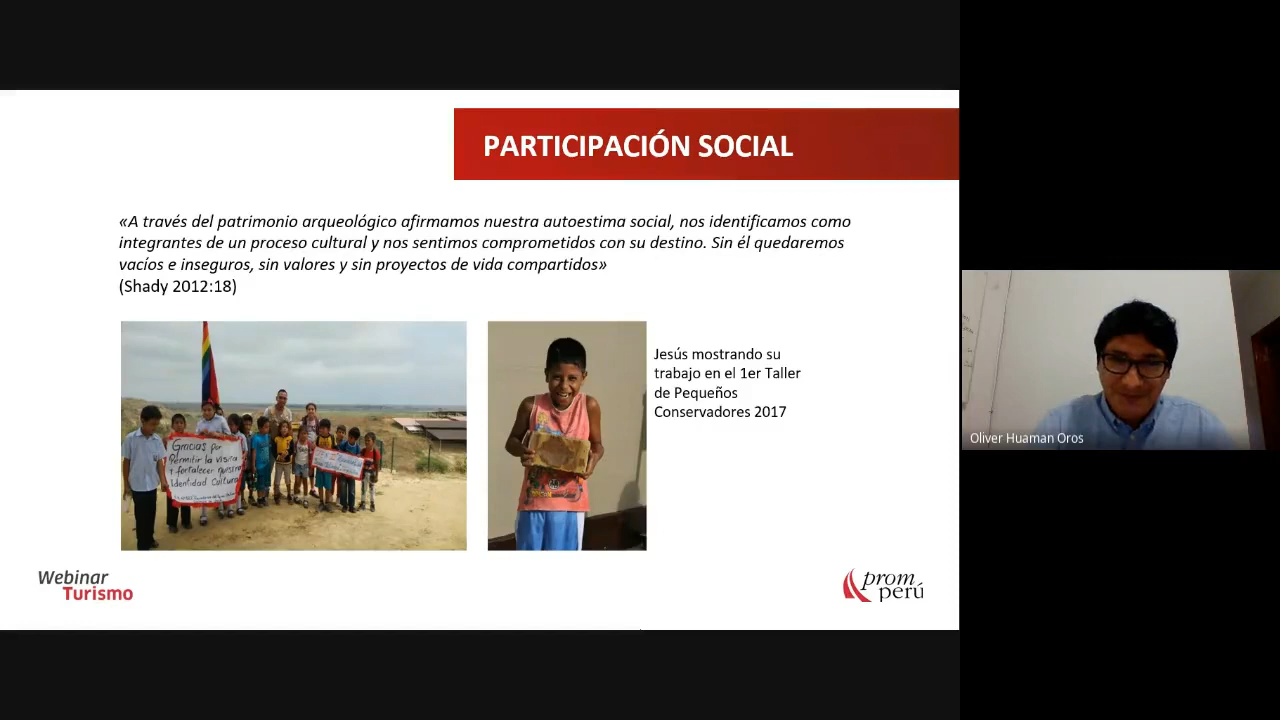 PARTICIPACIÓN SOCIAL
«A través del patrimonio arqueológico afirmamos nuestra autoestima social, nos identificamos como
integrantes de un proceso cultural y nos sentimos comprometidos con su destino. Sin él quedaremos
vacíos e inseguros, sin valores y sin proyectos de vida compartidos»
(Shady 2012:18)
Gracias por
Permitir la visita
y fortalecer nuestra
Identidad Cultural
Jesús mostrando su
trabajo en el 1er Taller
de Pequeños
Conservadores 2017
Webinar
Turismo
prom
perú
Oliver Huaman Oros